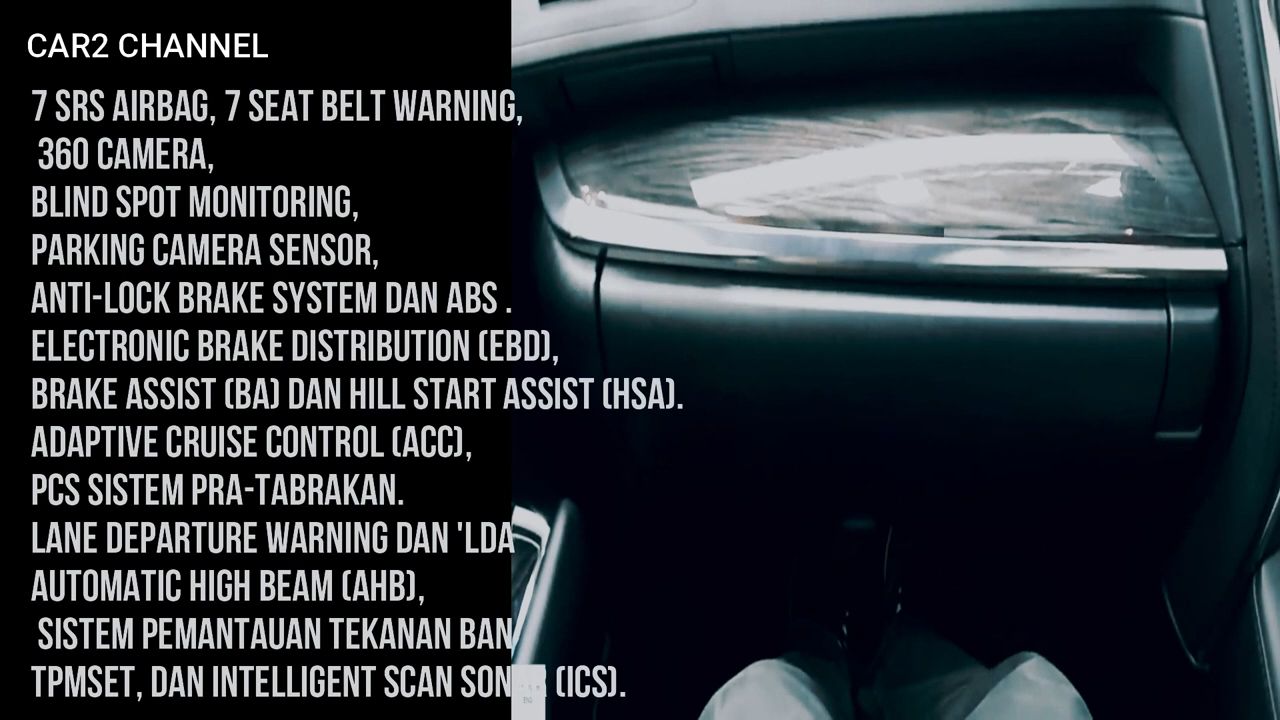 CAR2 CHANNEL
7 SRS AIRBAG, 7 SEAT BELT WARNING,
360 CAMERA,
BLIND SPOT MONITORING,
PARKING CAMERA SENSOR,
ANTI-LOCK BRAKE SYSTEM DAN ABS .
ELECTRONIC BRAKE DISTRIBUTION (EBD),
BRAKE ASSIST (BA) DAN HILL START ASSIST (HSA).
ADAPTIVE CRUISE CONTROL (ACC),
PCS SISTEM PRA-TABRAKAN.
LANE DEPARTURE WARNING DAN 'LDA
AUTOMATIC HIGH BEAM (AHB),
SISTEM PEMANTAUAN TEKANAN BAN
TPMSET, DAN INTELLIGENT SCAN (ICS).